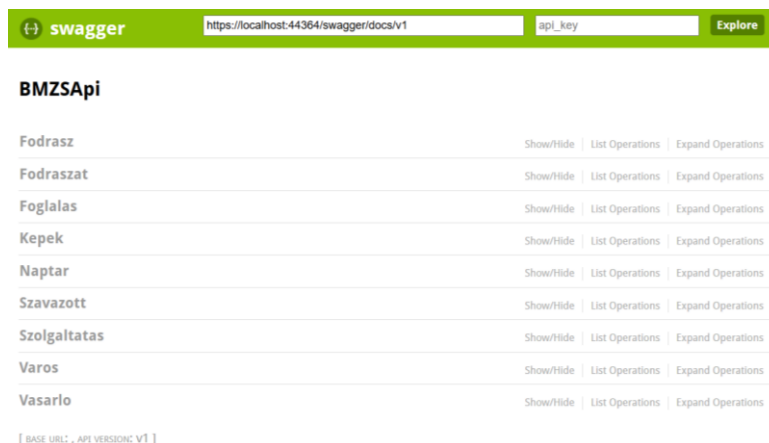 swagger https://localhost:44364/swagger/docs/v1 api_key Explore
BMZSApi
Fodrasz Show/Hide List Operations Expand Operations
Fodraszat Show/Hide List Operations Expand Operations
Foglalas Show/Hide List Operations Expand Operations
Kepek Show/Hide List Operations Expand Operations
Naptar Show/Hide List Operations Expand Operations
Szavazott Show/Hide List Operations Expand Operations
Szolgaltatas Show/Hide List Operations Expand Operations
Varos Show/Hide List Operations Expand Operations
Vasarlo Show/Hide List Operations Expand Operations
[ BASE URL: , API VERSION: V1 ]